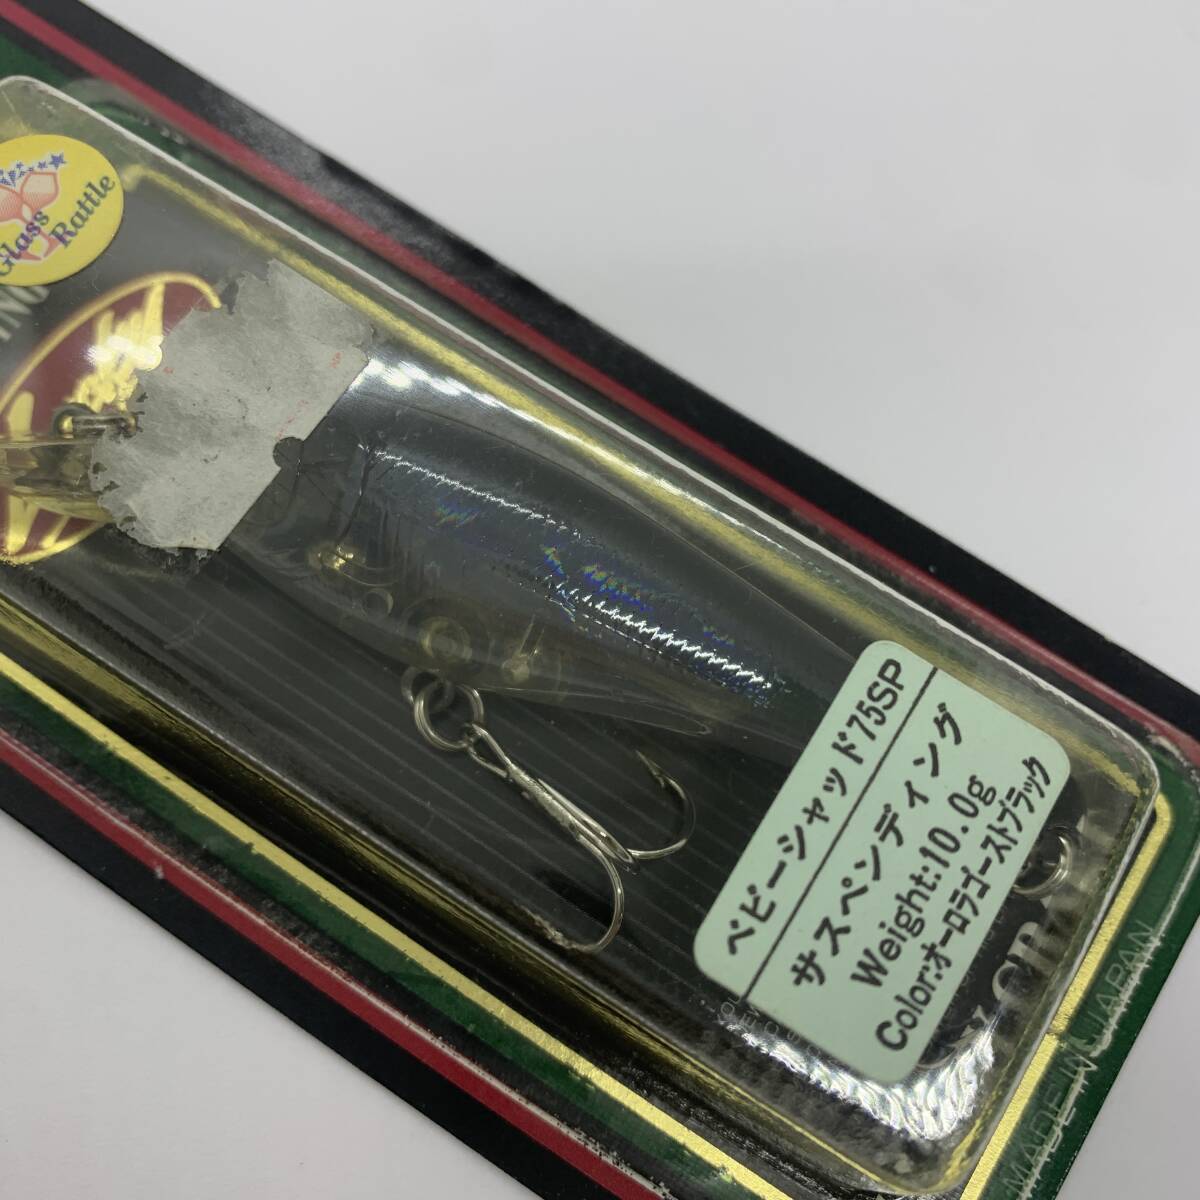 Glass
Rattle
ベビーシャッド75SP
サスペンディング
Weight:10.0g
Color:オーロラゴーストブラック
MADE IN JAPAN